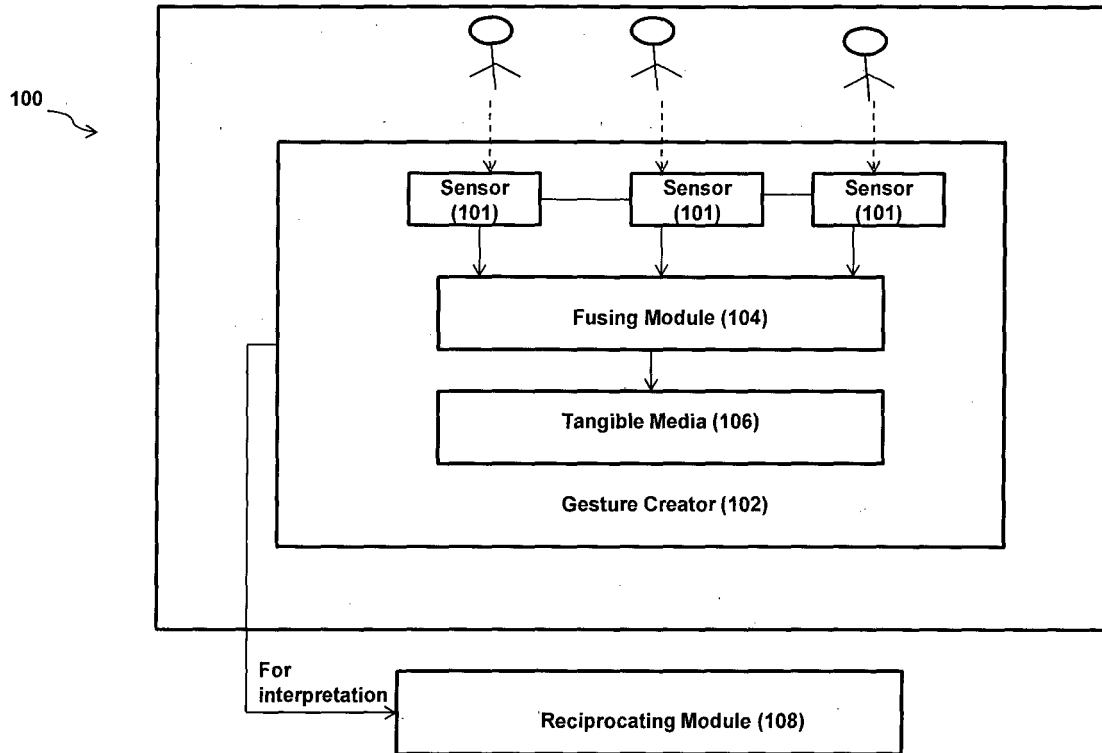 100
Sensor
(101)
Sensor
(101)
Sensor
(101)
Fusing Module (104)
Tangible Media (106)
Gesture Creator (102)
For
interpretation
Reciprocating Module (108)